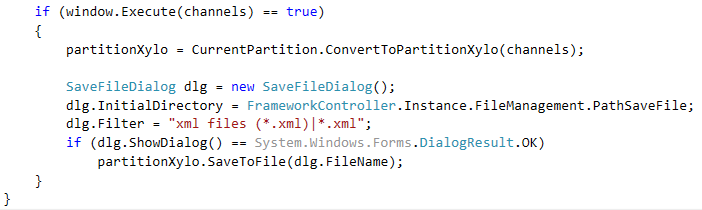 if (window.Execute(channels) == true)
{
partitionXylo = CurrentPartition.ConvertToPartitionXylo(channels);
SaveFileDialog dlg = new SaveFileDialog();
dlg.InitialDirectory = FrameworkController.Instance.FileManagement.PathSaveFile;
dlg.Filter = "xml files (*.xml)|*.xml";
if (dlg.ShowDialog() == System.Windows.Forms.DialogResult.OK)
partitionXylo.SaveToFile(dlg.FileName);
}
}